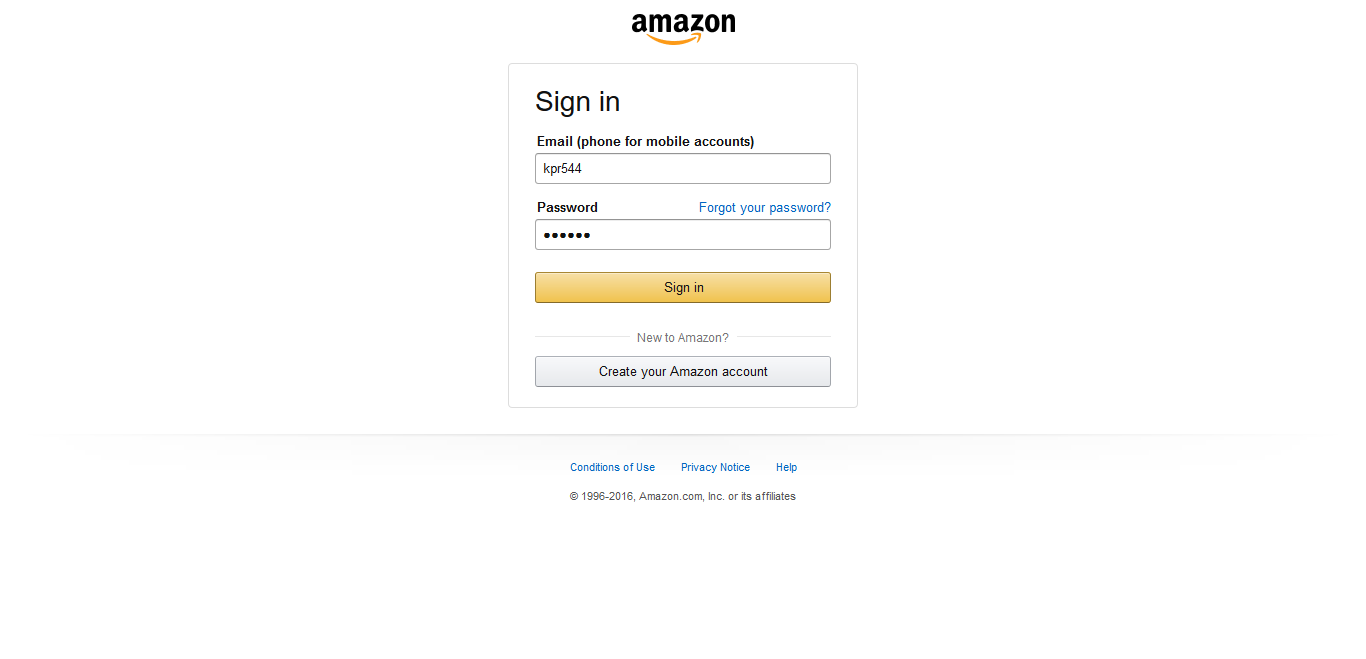 amazon
Sign in
Email (phone for mobile accounts)
kpr544
Password Forgot your password?
••••••
Sign in
New to Amazon?
Create your Amazon account
Conditions of Use Privacy Notice Help
© 1996-2016, Amazon.com, Inc. or its affiliates